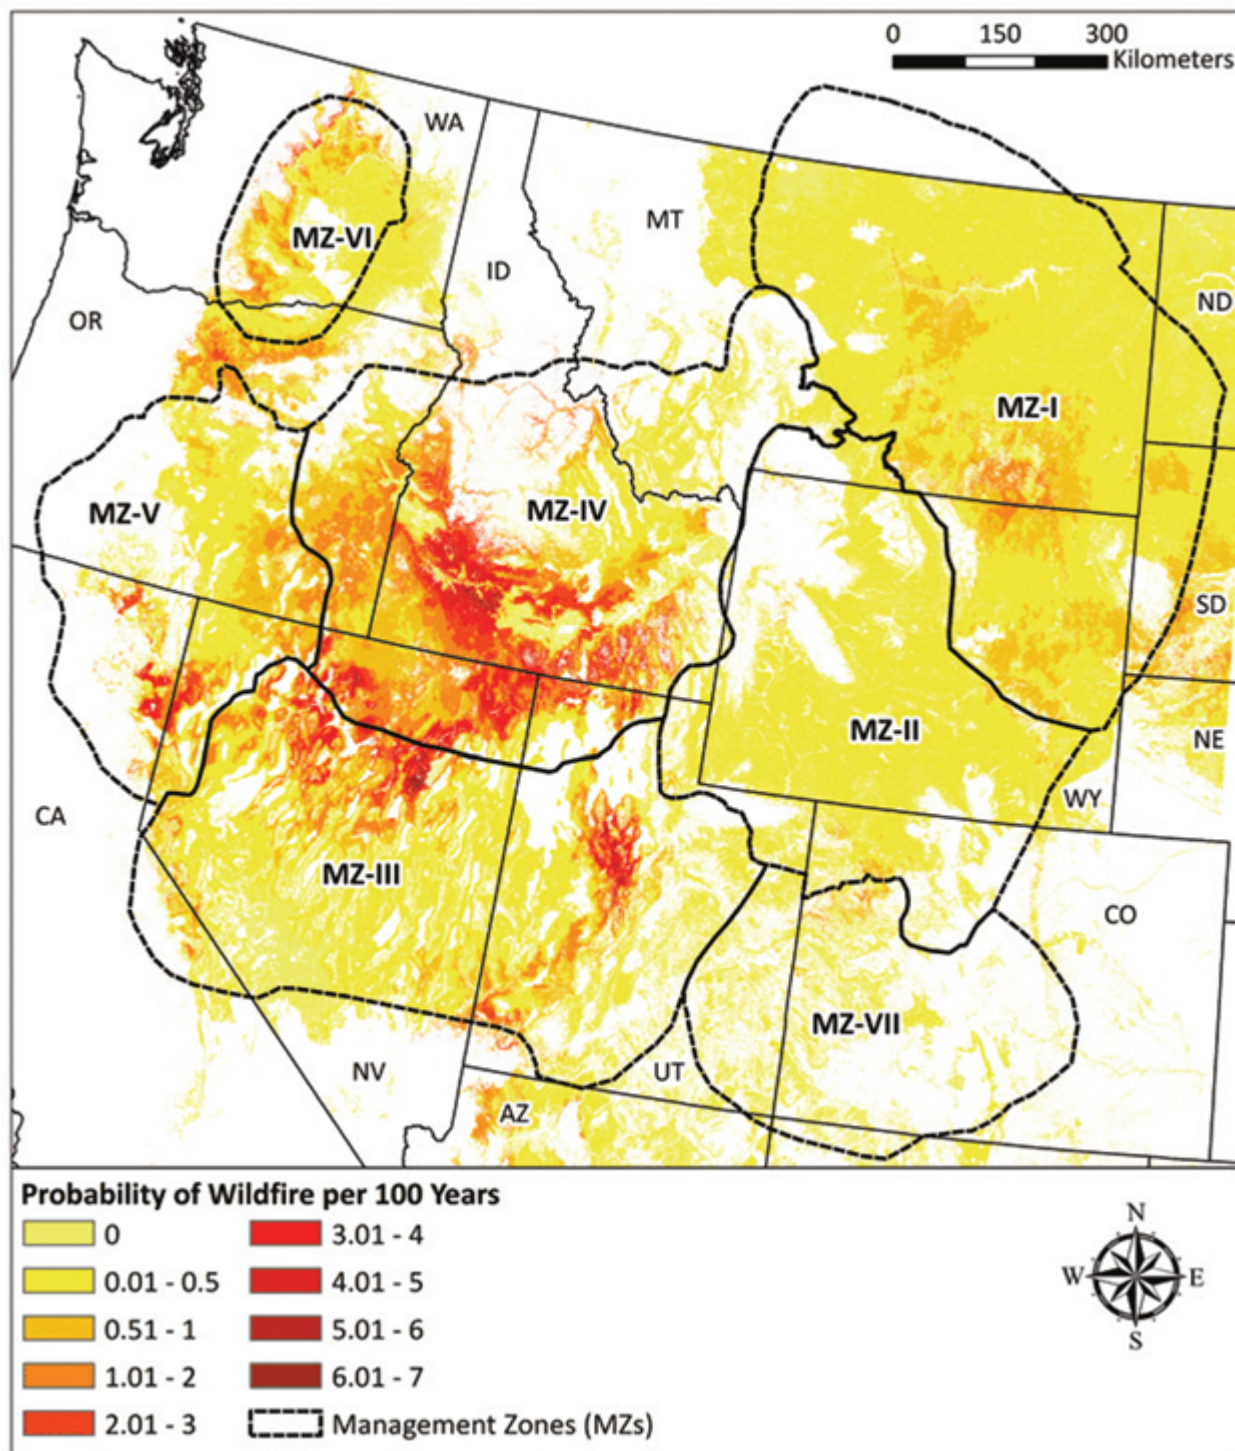 0 150 300
Kilometers
WA
MT
MZ-VI
ID
ND
OR
MZ-I
MZ-V
MZ-IV
SD
MZ-II
NE
WY
CA
MZ-III
CO
MZ-VII
NV
UT
AZ
Probability of Wildfire per 100 Years
0
0.01 - 0.5
0.51 - 1
1.01 - 2
2.01 - 3
3.01 - 4
4.01 - 5
5.01 - 6
6.01 - 7
Management Zones (MZs)
N
W E
S